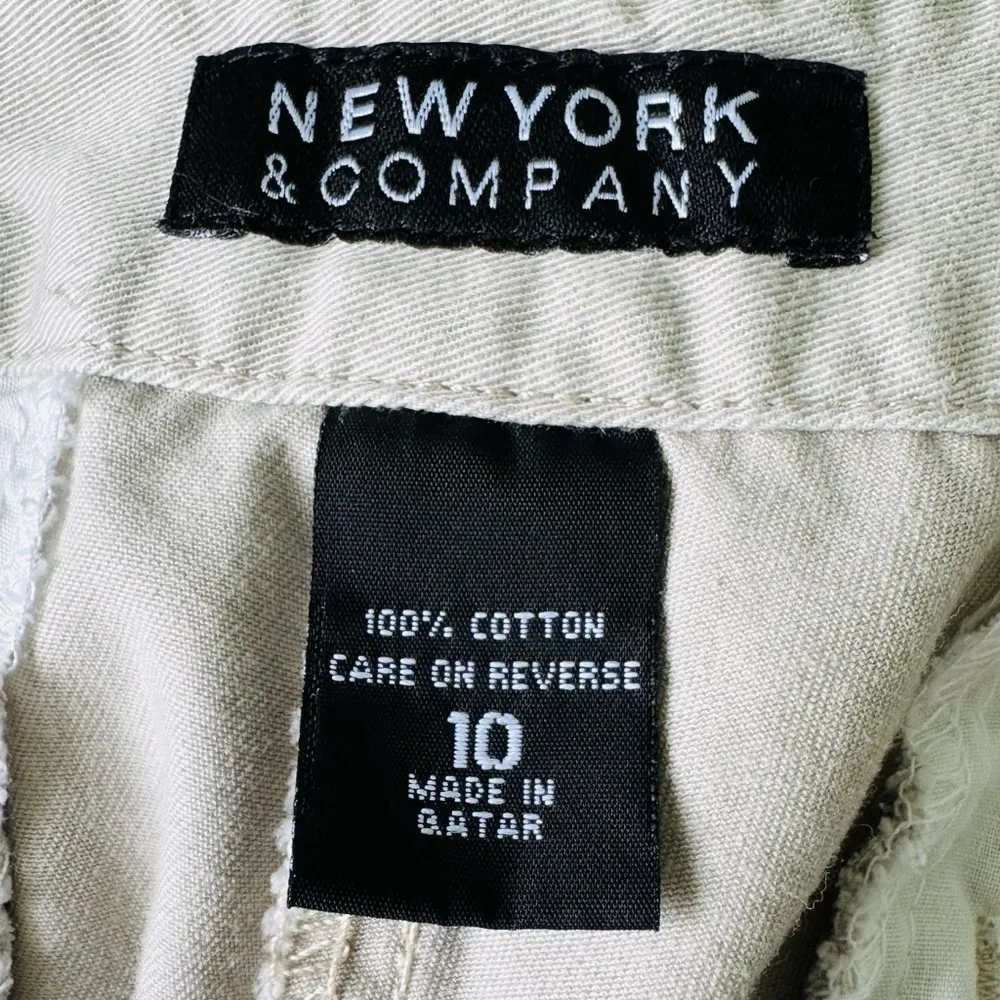 NEW YORK
& COMPANY
100% COTTON
CARE ON REVERSE
10
MADE IN
QATAR